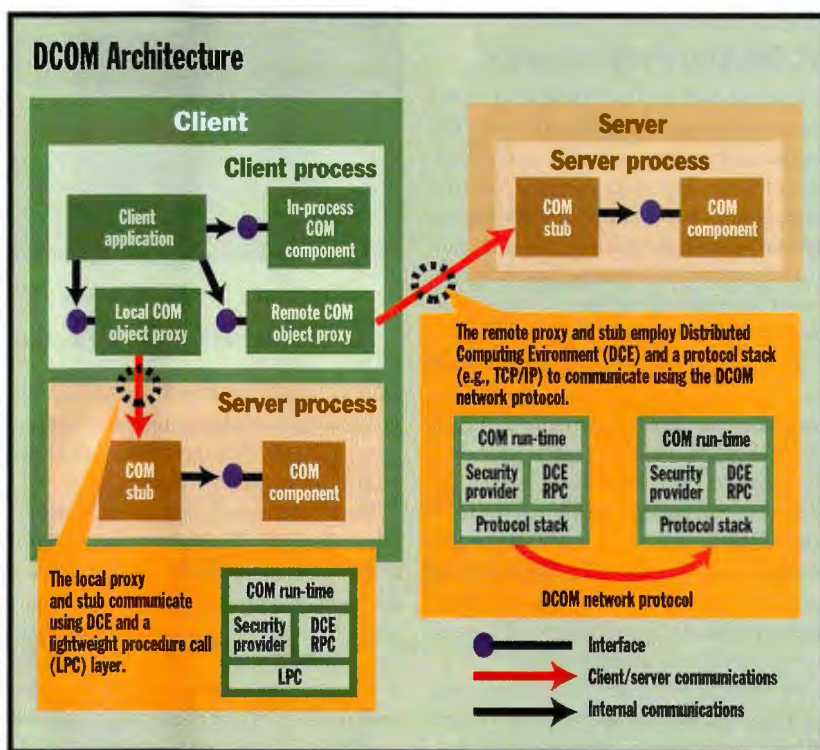 DCOM Architecture
Client
Client process
Client
application
In-process
COM
component
Local COM
object proxy
Remote COM
object proxy
Server process
COM
stub
COM
component
The local proxy
and stub communicate
using DCE and a
lightweight procedure call
(LPC) layer.
COM run-time
Security
provider
DCE
RPC
LPC
Server
Server process
COM
stub
COM
component
The remote proxy and stub employ Distributed
Computing Evironment (DCE) and a protocol stack
(e.g., TCP/IP) to communicate using the DCOM
network protocol.
COM run-time
Security
provider
DCE
RPC
Protocol stack
COM run-time
Security
provider
DCE
RPC
Protocol stack
DCOM network protocol
Interface
Client/server communications
Internal communications